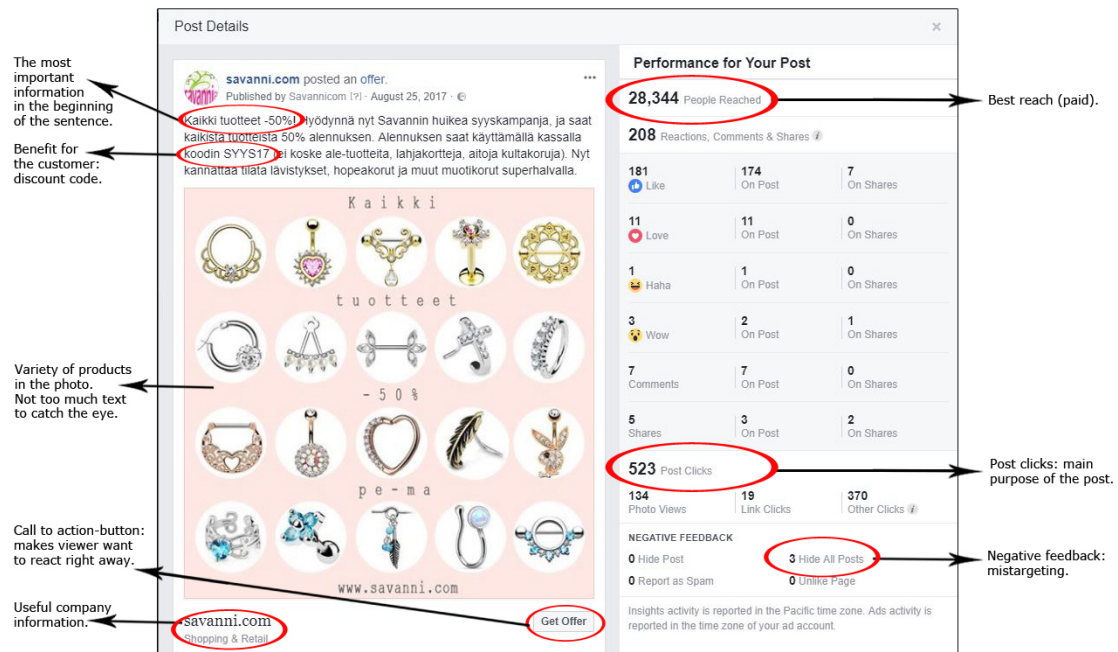 Post Details
×
The most
important
information
in the beginning
of the sentence.
Benefit for
the customer:
discount code.
Variety of products
in the photo.
Not too much text
to catch the eye.
Call to action-button:
makes viewer want
to react right away.
Useful company
information.
savanni.com posted an offer.
Published by Savannicom [?] · August 25, 2017 ·
Kaikki tuotteet -50%! Hyödynnä nyt Savannin huikea syyskampanja, ja saat
kaikista tuotteista 50% alennuksen. Alennuksen saat käyttämällä kassalla
koodin SYYS17 (ei koske ale-tuotteita, lahjakortteja, aitoja kultakoruja). Nyt
kannattaa tilata lävistykset, hopeakorut ja muut muotikorut superhalvalla.
Kaikki
tuotteet
-50%
pe-ma
www.savanni.com
savanni.com
Shopping & Retail
Get Offer
Performance for Your Post
28,344 People Reached
208 Reactions, Comments & Shares
181 174 7
Like On Post On Shares
11 11 0
Love On Post On Shares
1 1 0
Haha On Post On Shares
3 2 1
Wow On Post On Shares
7 7 0
Comments On Post On Shares
5 3 2
Shares On Post On Shares
523 Post Clicks
134 19 370
Photo Views Link Clicks Other Clicks
NEGATIVE FEEDBACK
0 Hide Post 3 Hide All Posts
0 Report as Spam 0 Unlike Page
Insights activity is reported in the Pacific time zone. Ads activity is
reported in the time zone of your ad account.
Best reach (paid).
Post clicks: main
purpose of the post.
Negative feedback:
mistargeting.